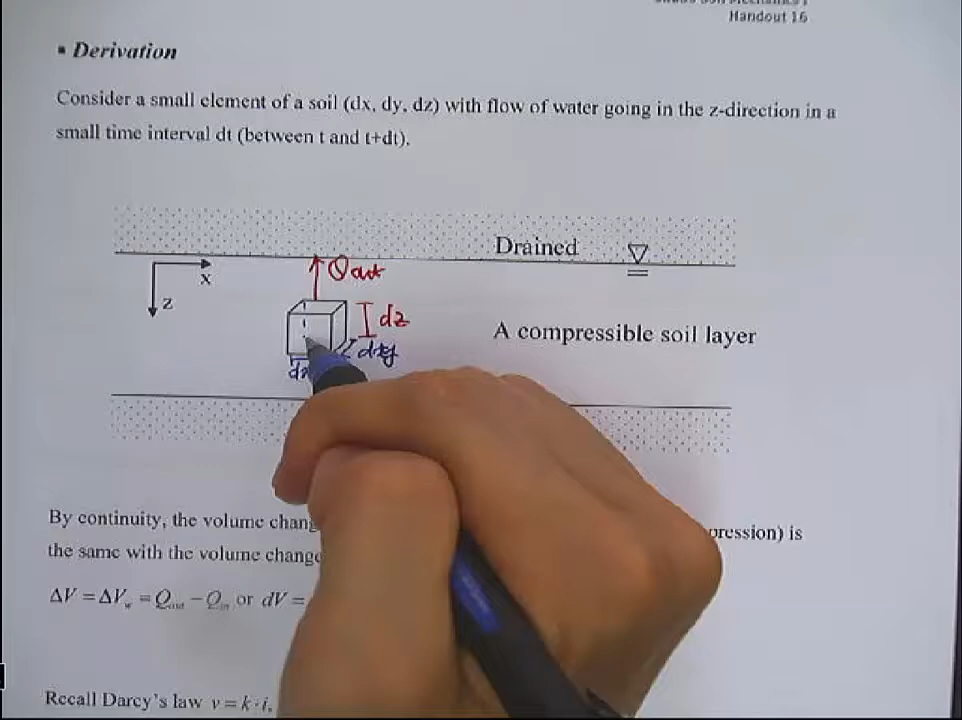 Handout 16
▪ Derivation
Consider a small element of a soil (dx, dy, dz) with flow of water going in the z-direction in a
small time interval dt (between t and t+dt).
Drained
Qout
x
z
dz
A compressible soil layer
dy
By continuity, the volume chang pression) is
the same with the volume change
ΔV = ΔV_w = Q_out − Q_in or dV =
Recall Darcy's law v = k·i,